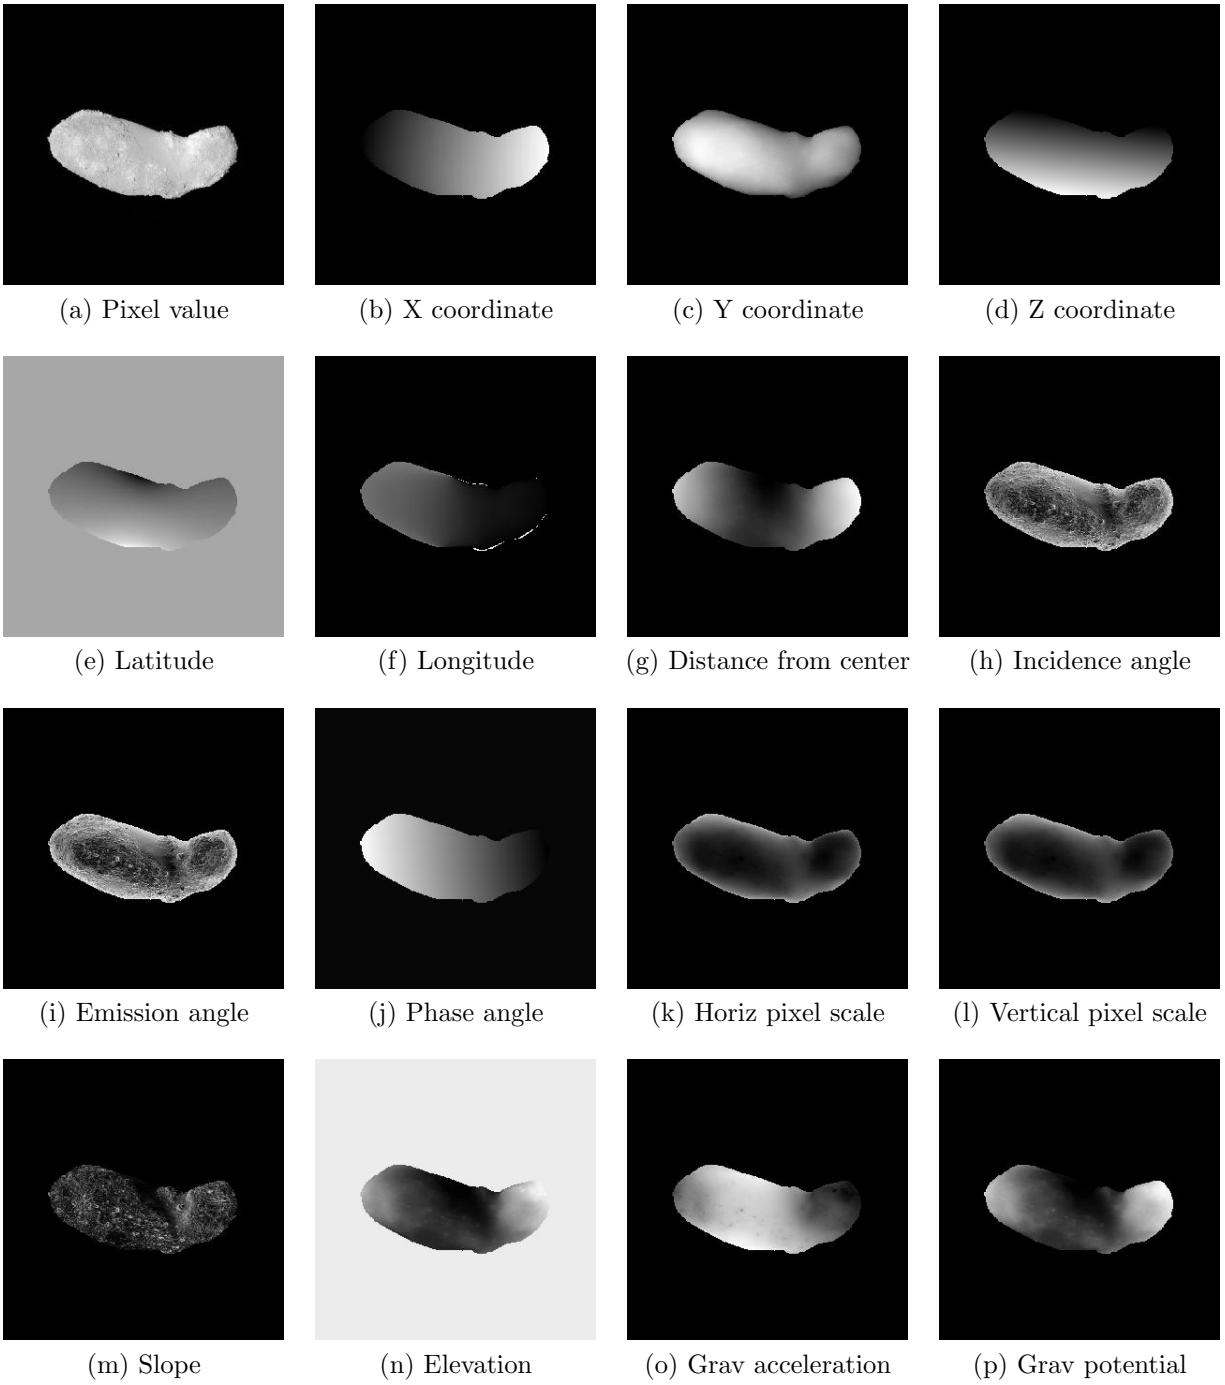 (a) Pixel value
(b) X coordinate
(c) Y coordinate
(d) Z coordinate
(e) Latitude
(f) Longitude
(g) Distance from center
(h) Incidence angle
(i) Emission angle
(j) Phase angle
(k) Horiz pixel scale
(l) Vertical pixel scale
(m) Slope
(n) Elevation
(o) Grav acceleration
(p) Grav potential